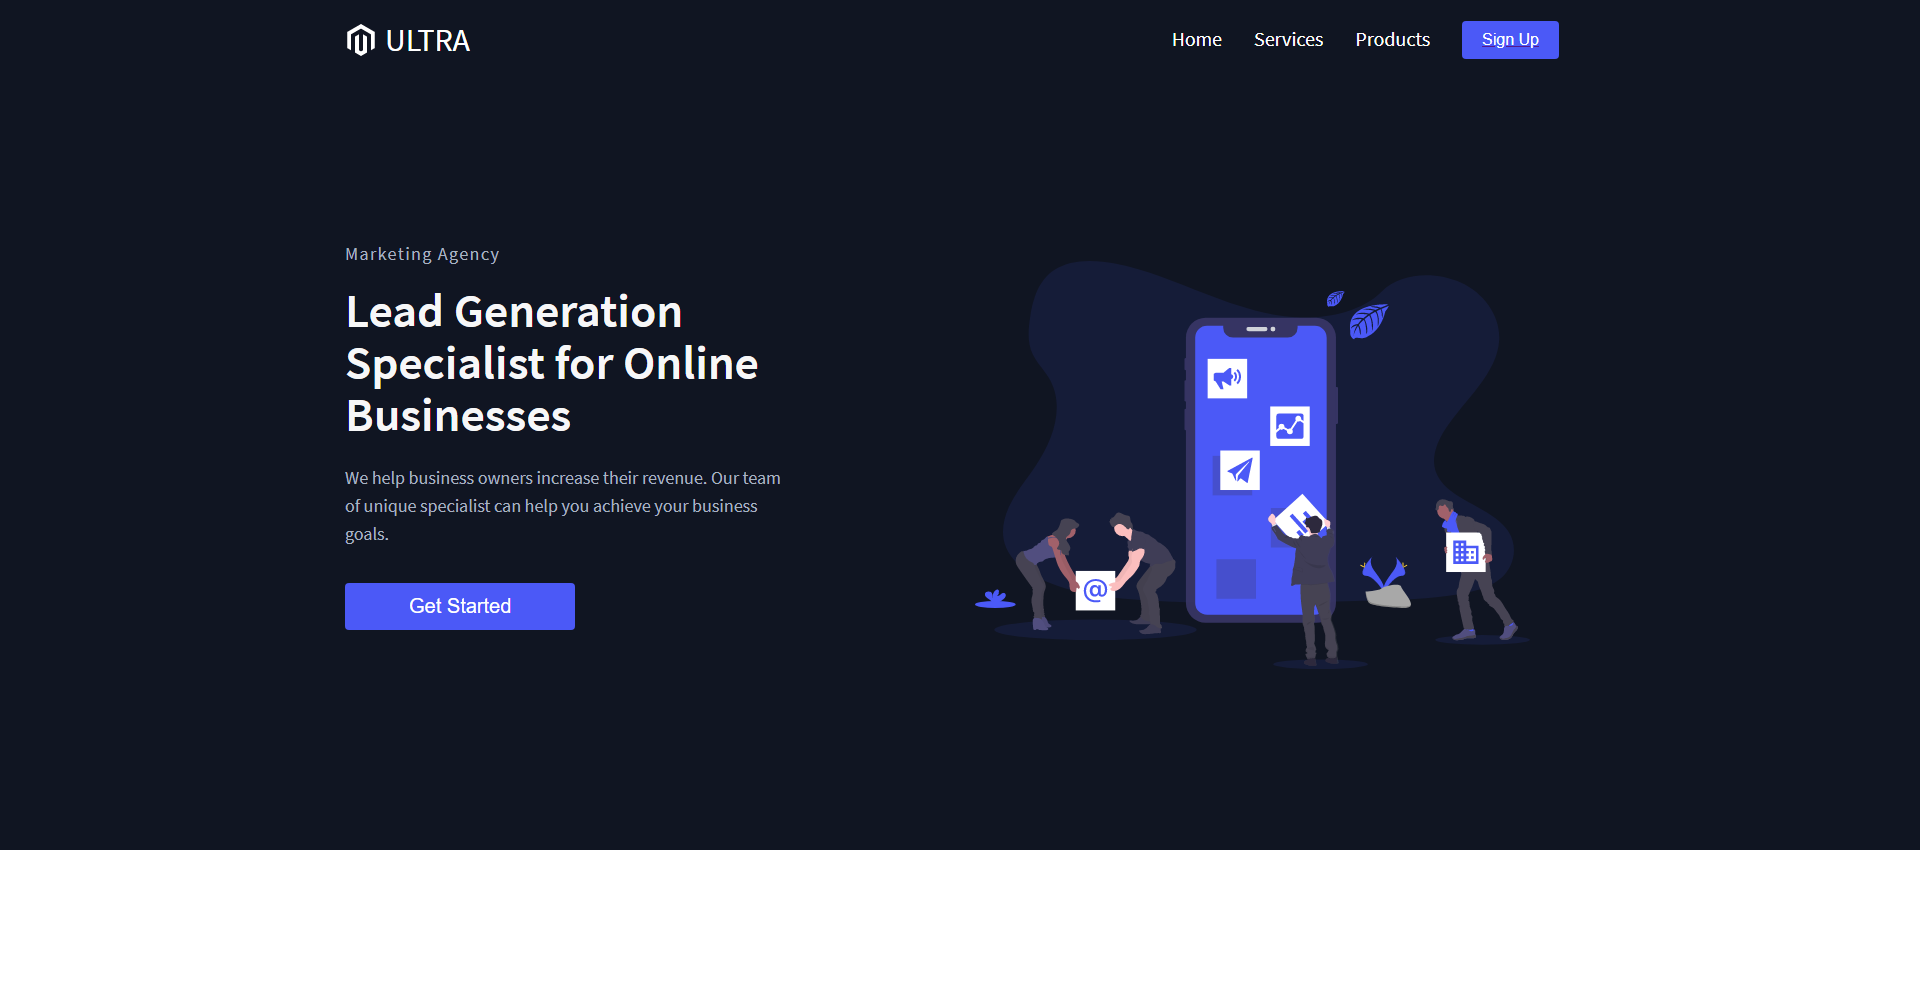 ULTRA
Home
Services
Products
Sign Up
Marketing Agency
Lead Generation
Specialist for Online
Businesses
We help business owners increase their revenue. Our team
of unique specialist can help you achieve your business
goals.
Get Started
@